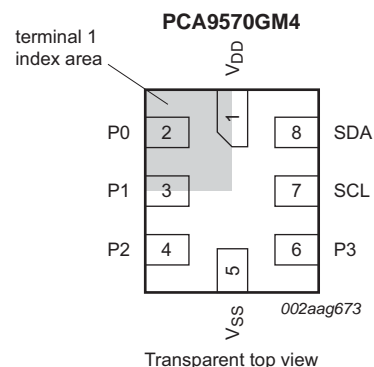 PCA9570GM4
terminal 1
index area
VDD
1
P0 2 8 SDA
P1 3 7 SCL
P2 4 6 P3
5
VSS
002aag673
Transparent top view